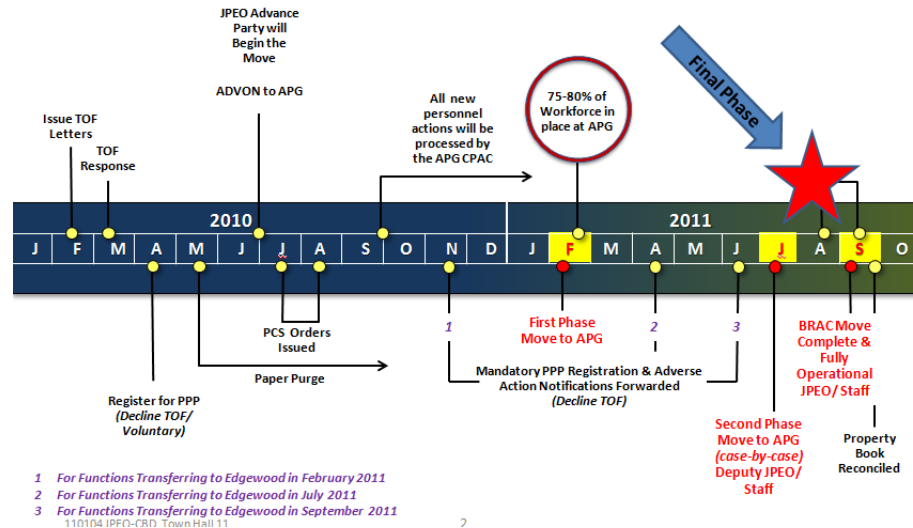 JPEO Advance
Party will
Begin the
Move
ADVON to APG
Issue TOF
Letters
TOF
Response
All new
personnel
actions will be
processed by
the APG CPAC
75-80% of
Workforce in
place at APG
Final Phase
2010
2011
J F M A M J J A S O N D J F M A M J J A S O
PCS Orders
Issued
Paper Purge
Register for PPP
(Decline TOF/
Voluntary)
1
2
3
First Phase
Move to APG
Mandatory PPP Registration & Adverse
Action Notifications Forwarded
(Decline TOF)
Second Phase
Move to APG
(case-by-case)
Deputy JPEO/
Staff
BRAC Move
Complete &
Fully
Operational
JPEO/ Staff
Property
Book
Reconciled
1 For Functions Transferring to Edgewood in February 2011
2 For Functions Transferring to Edgewood in July 2011
3 For Functions Transferring to Edgewood in September 2011
110104 JPEO-CBD Town Hall 11
2